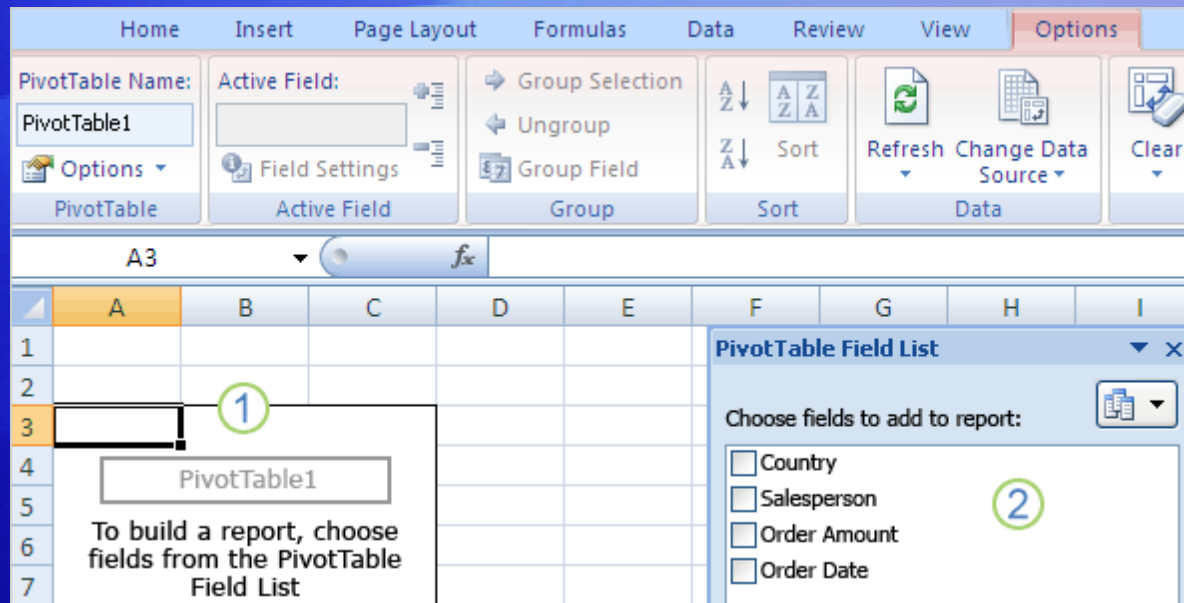 Home Insert Page Layout Formulas Data Review View Options
PivotTable Name: Active Field: Group Selection
PivotTable1 Ungroup Sort Refresh Change Data Source Clear
Options Field Settings Group Field
PivotTable Active Field Group Sort Data
A3 fx
A B C D E F G H I
1 PivotTable Field List
2
3 1 Choose fields to add to report:
4 PivotTable1 Country
5 To build a report, choose Salesperson 2
6 fields from the PivotTable Order Amount
7 Field List Order Date